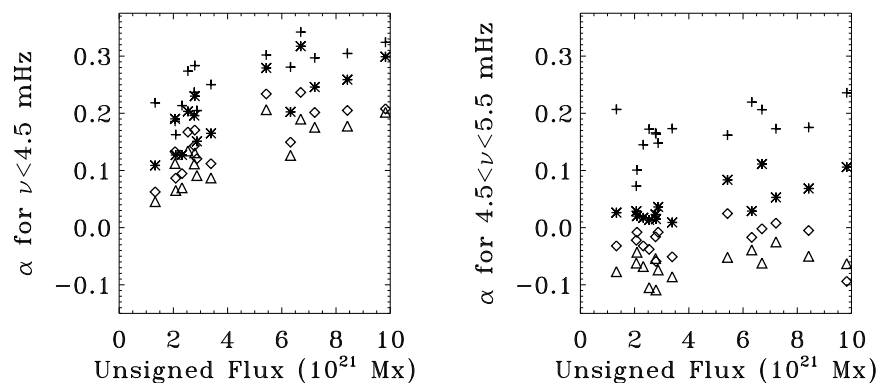 α for ν<4.5 mHz
0.3
0.2
0.1
0.0
−0.1
0 2 4 6 8 10
Unsigned Flux (10²¹ Mx)
α for 4.5<ν<5.5 mHz
0.3
0.2
0.1
0.0
−0.1
0 2 4 6 8 10
Unsigned Flux (10²¹ Mx)